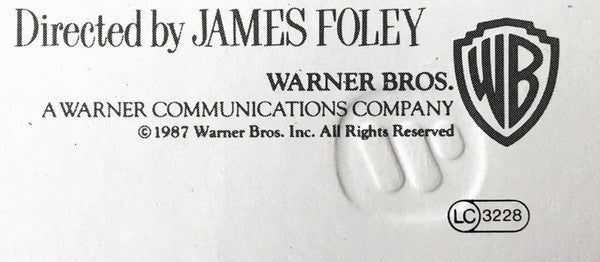 Directed by JAMES FOLEY
WB
WARNER BROS.
A WARNER COMMUNICATIONS COMPANY
©1987 Warner Bros. Inc. All Rights Reserved
LC 3228